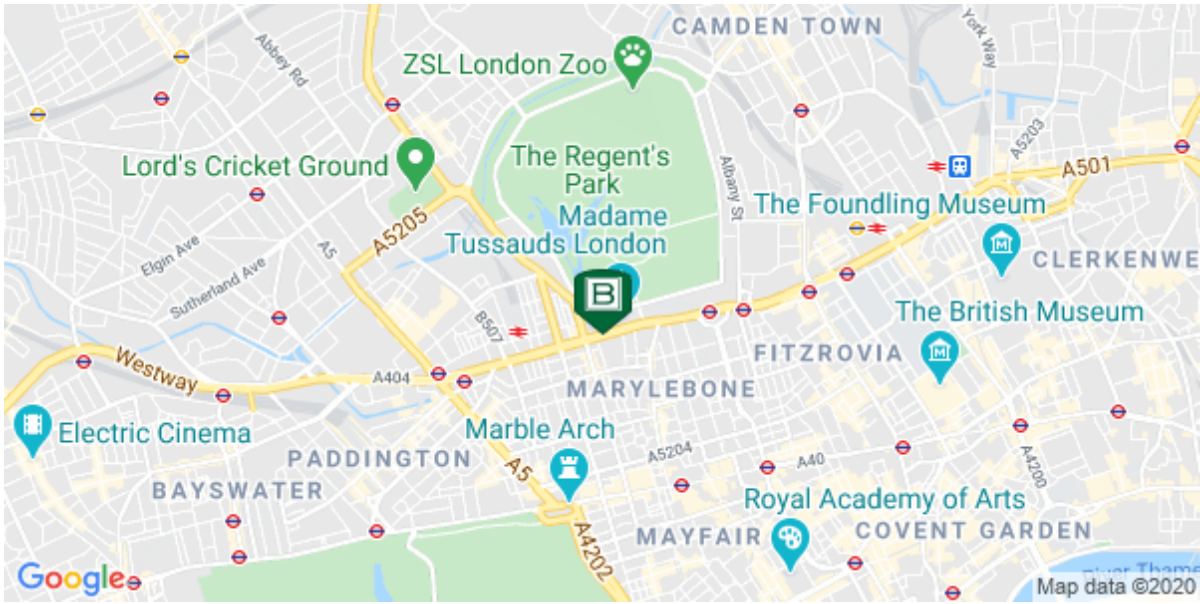 CAMDEN TOWN
York Way
Abbey Rd
ZSL London Zoo
A5203
Lord's Cricket Ground
The Regent's
Park
Albany St
A501
A5205
Madame
Tussauds London
The Foundling Museum
Elgin Ave
A5
CLERKENWE
Sutherland Ave
B
B507
The British Museum
Westway
A404
FITZROVIA
MARYLEBONE
Electric Cinema
Marble Arch
PADDINGTON
A5
A5204
A40
A4200
BAYSWATER
Royal Academy of Arts
MAYFAIR
COVENT GARDEN
A4202
Google
River Thame
Map data ©2020